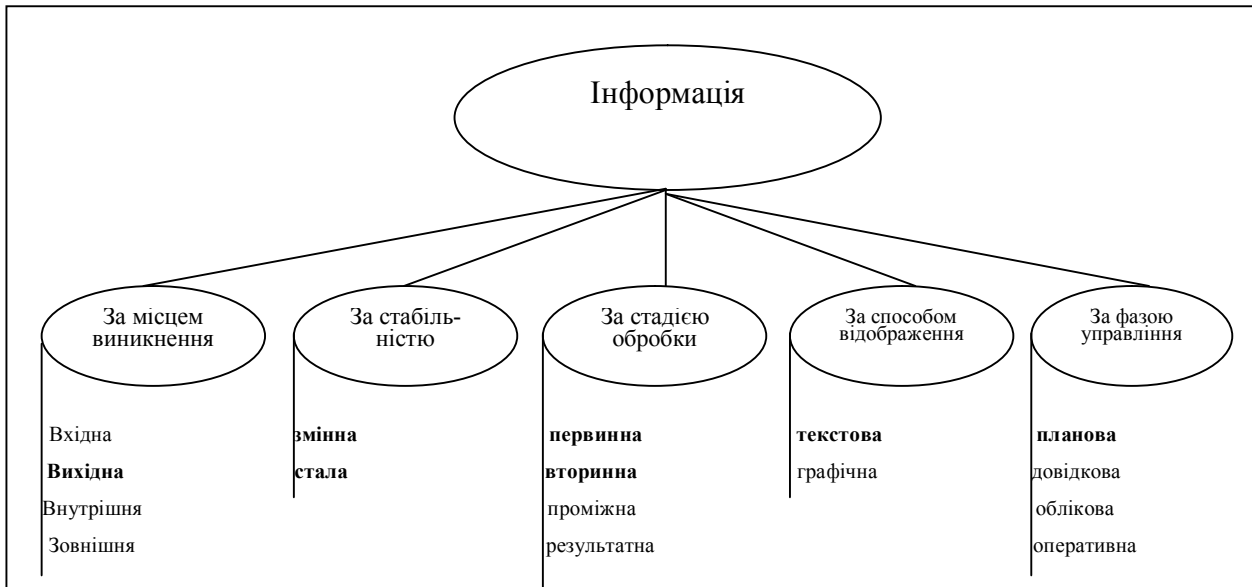 Інформація
За місцем
виникнення
За стабіль-
ністю
За стадією
обробки
За способом
відображення
За фазою
управління
Вхідна
Вихідна
Внутрішня
Зовнішня
змінна
стала
первинна
вторинна
проміжна
результатна
текстова
графічна
планова
довідкова
облікова
оперативна